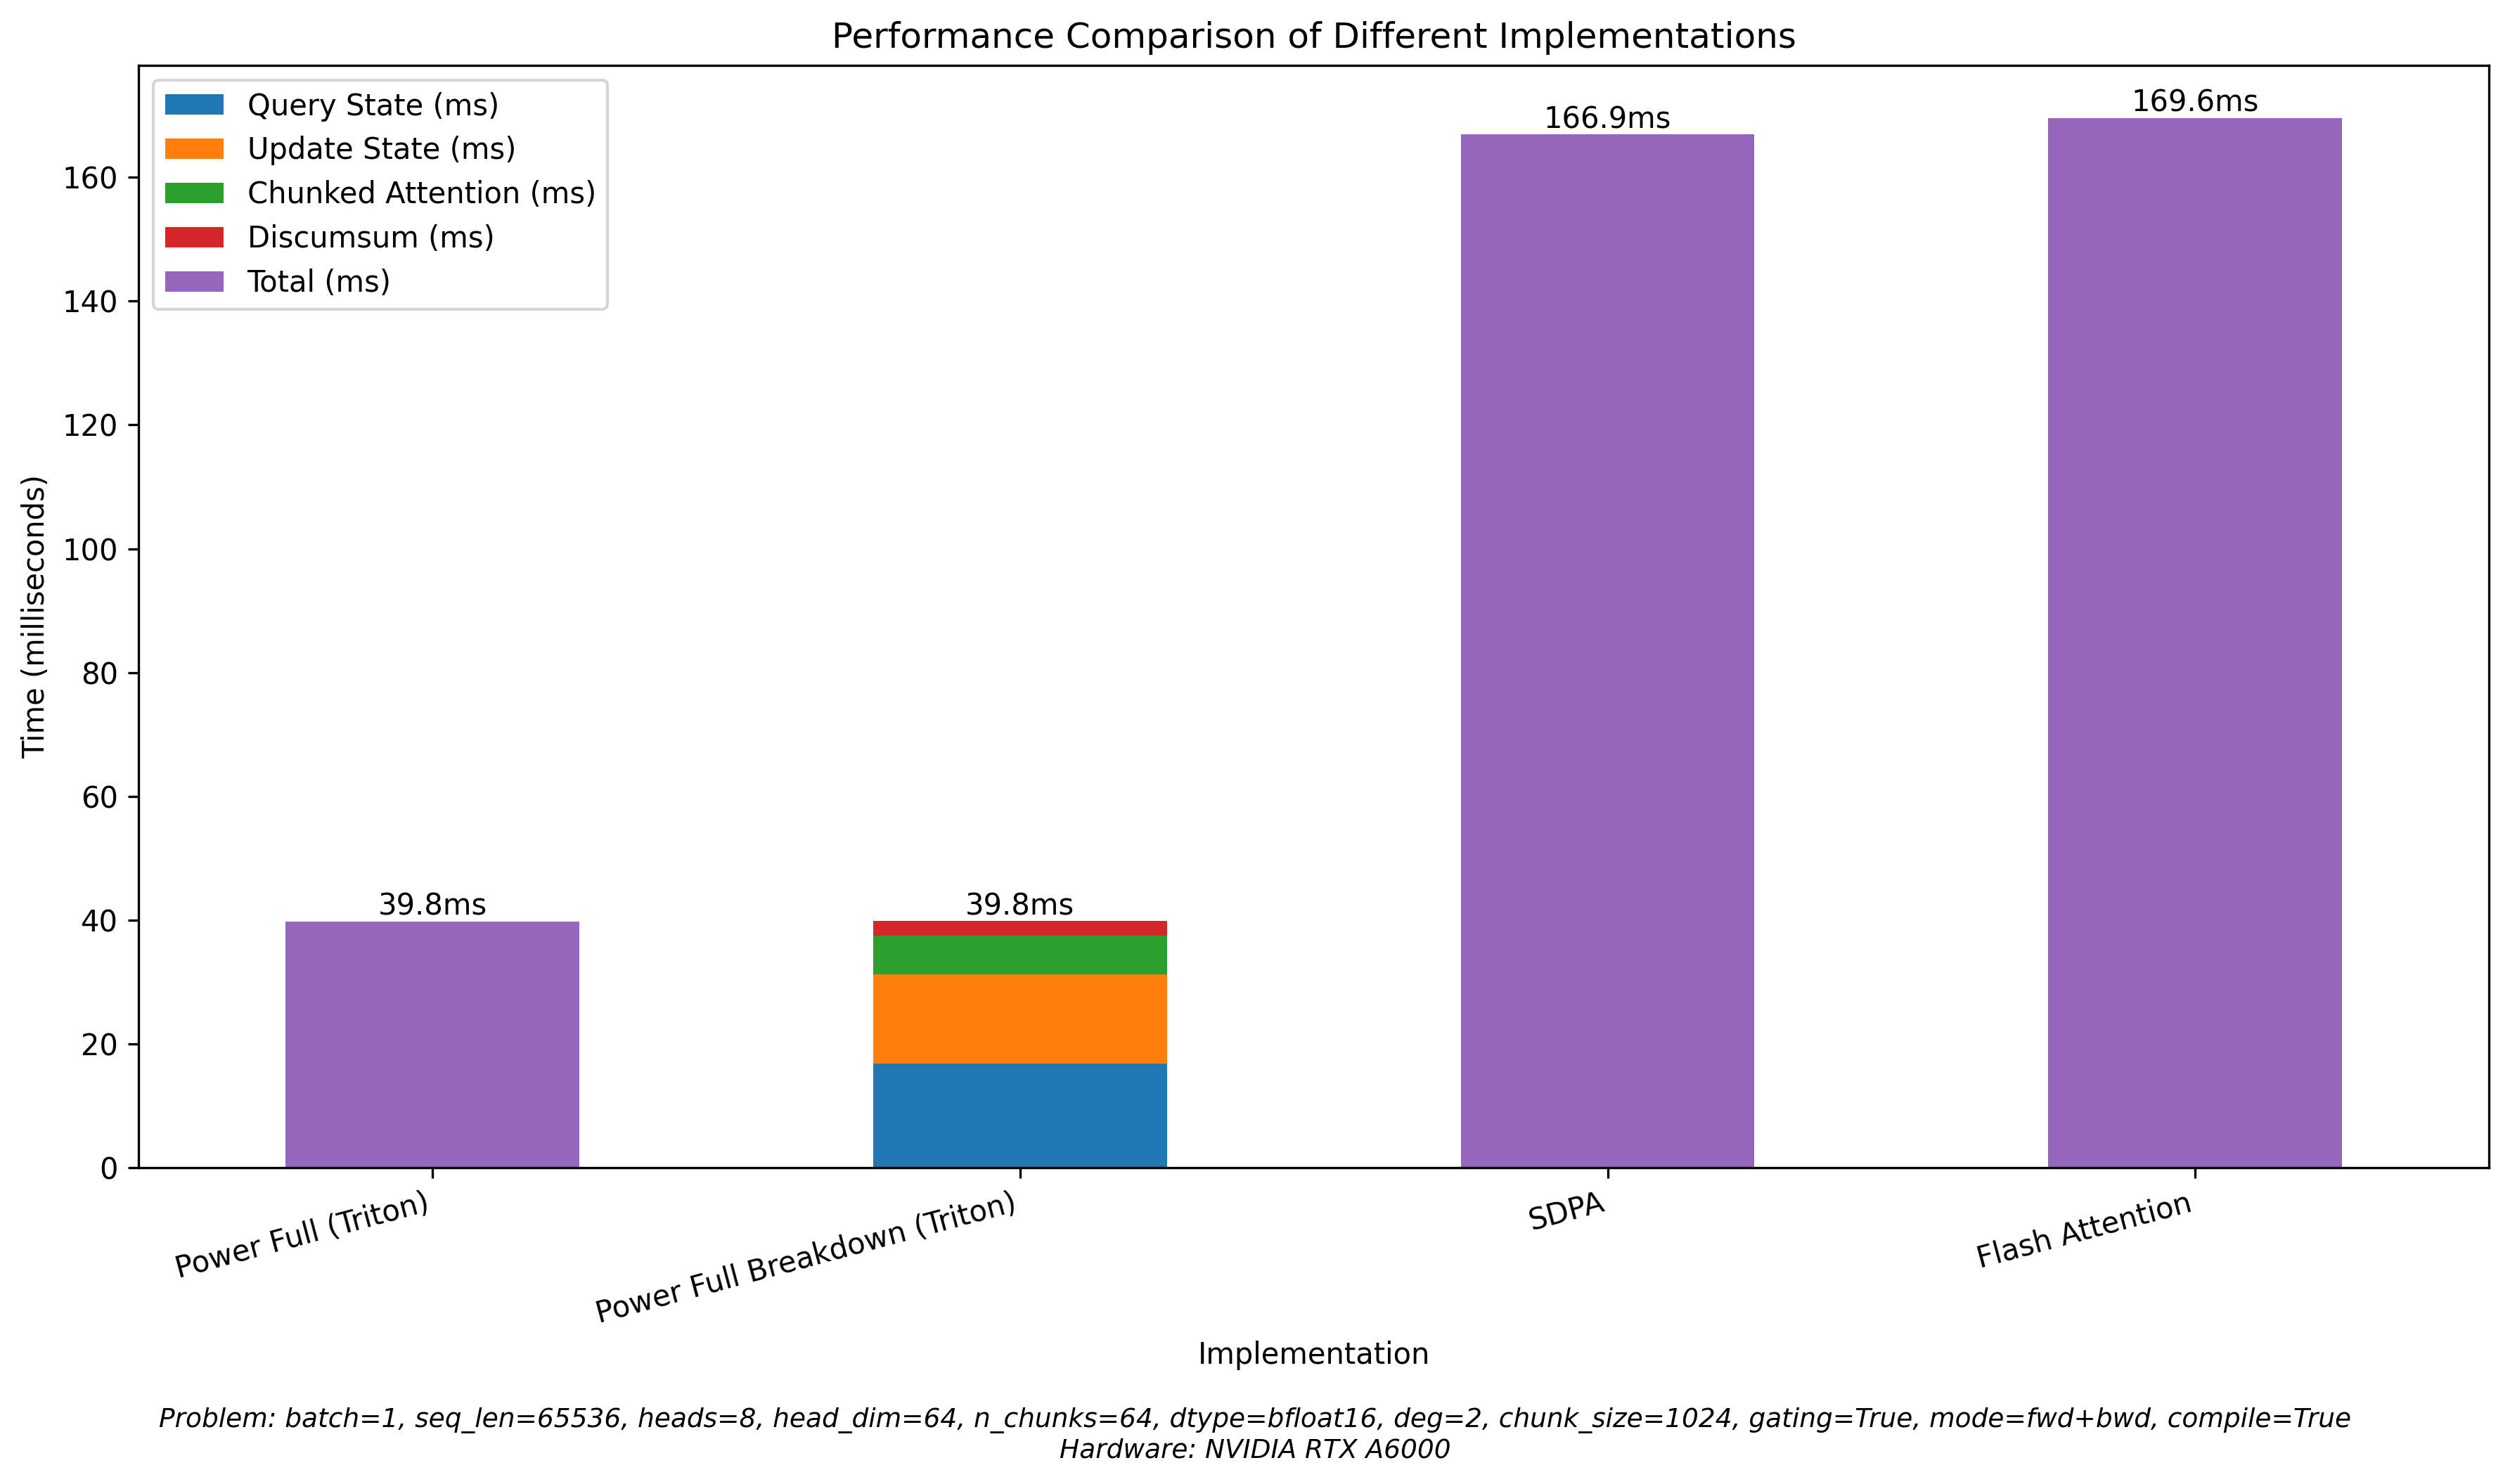 Performance Comparison of Different Implementations
Query State (ms)
Update State (ms)
Chunked Attention (ms)
Discumsum (ms)
Total (ms)
Time (milliseconds)
160
140
120
100
80
60
40
20
0
39.8ms
39.8ms
166.9ms
169.6ms
Power Full (Triton)
Power Full Breakdown (Triton)
SDPA
Flash Attention
Implementation
Problem: batch=1, seq_len=65536, heads=8, head_dim=64, n_chunks=64, dtype=bfloat16, deg=2, chunk_size=1024, gating=True, mode=fwd+bwd, compile=True
Hardware: NVIDIA RTX A6000